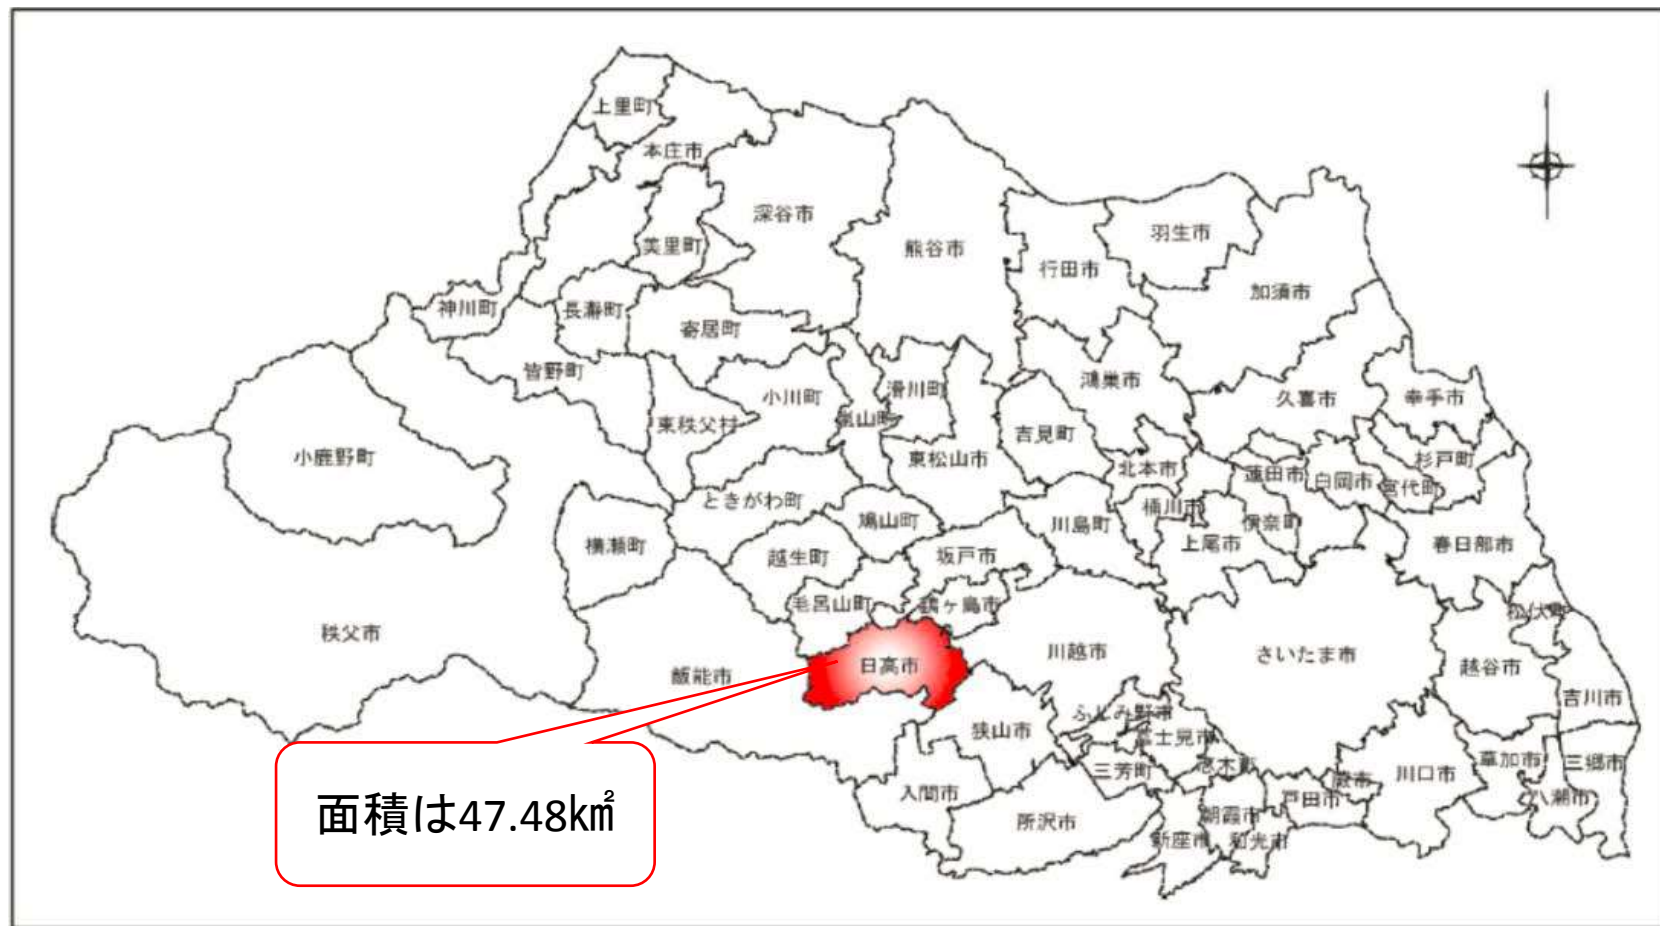 上里町
本庄市
深谷市
美里町
熊谷市
羽生市
行田市
加須市
神川町
長瀞町
寄居町
皆野町
鴻巣市
小川町
滑川町
嵐山町
久喜市
幸手市
東秩父村
吉見町
小鹿野町
東松山市
北本市
蓮田市
白岡市
杉戸町
宮代町
ときがわ町
鳩山町
川島町
桶川市
伊奈町
上尾市
春日部市
横瀬町
越生町
坂戸市
毛呂山町
鶴ヶ島市
松伏町
秩父市
飯能市
日高市
川越市
さいたま市
越谷市
吉川市
ふじみ野市
狭山市
富士見市
三芳町
志木市
蕨市
川口市
草加市
三郷市
入間市
戸田市
八潮市
所沢市
朝霞市
新座市
和光市
面積は47.48k㎡